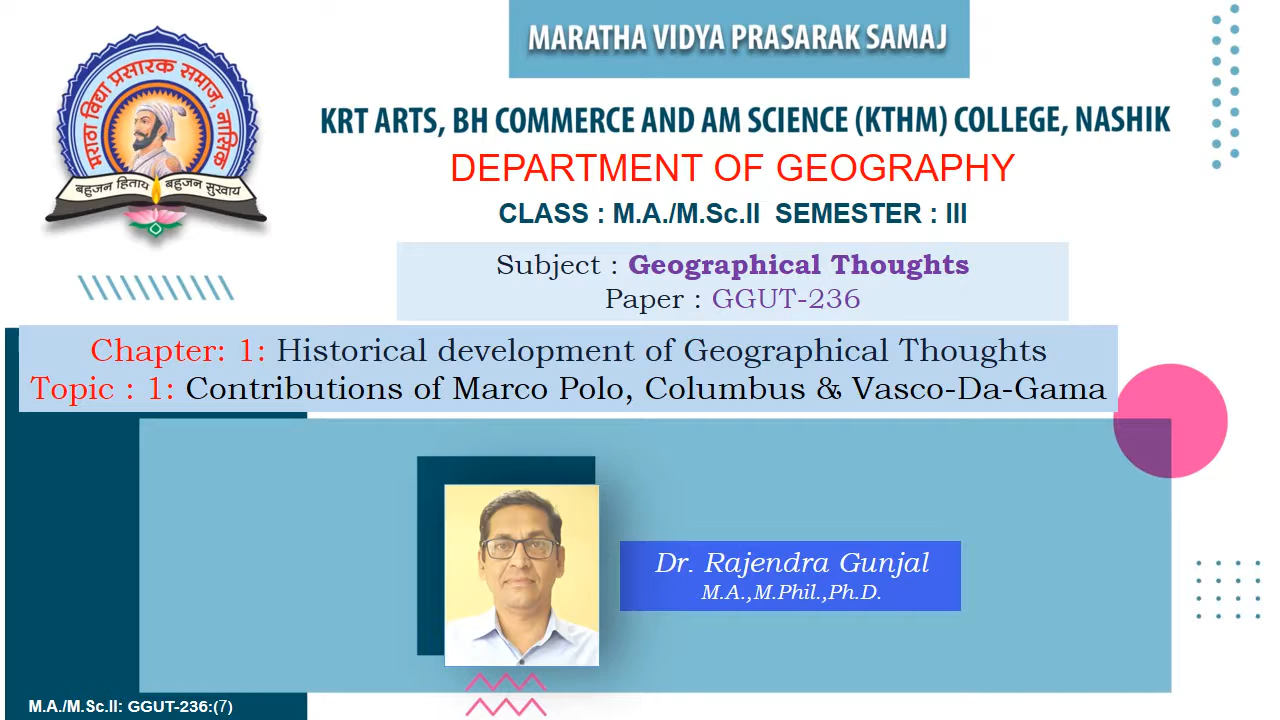 MARATHA VIDYA PRASARAK SAMAJ
मराठा विद्या प्रसारक समाज, नासिक
बहुजन हिताय बहुजन सुखाय
KRT ARTS, BH COMMERCE AND AM SCIENCE (KTHM) COLLEGE, NASHIK
DEPARTMENT OF GEOGRAPHY
CLASS : M.A./M.Sc.II SEMESTER : III
Subject : Geographical Thoughts
Paper : GGUT-236
Chapter: 1: Historical development of Geographical Thoughts
Topic : 1: Contributions of Marco Polo, Columbus & Vasco-Da-Gama
Dr. Rajendra Gunjal
M.A.,M.Phil.,Ph.D.
M.A./M.Sc.II: GGUT-236:(7)